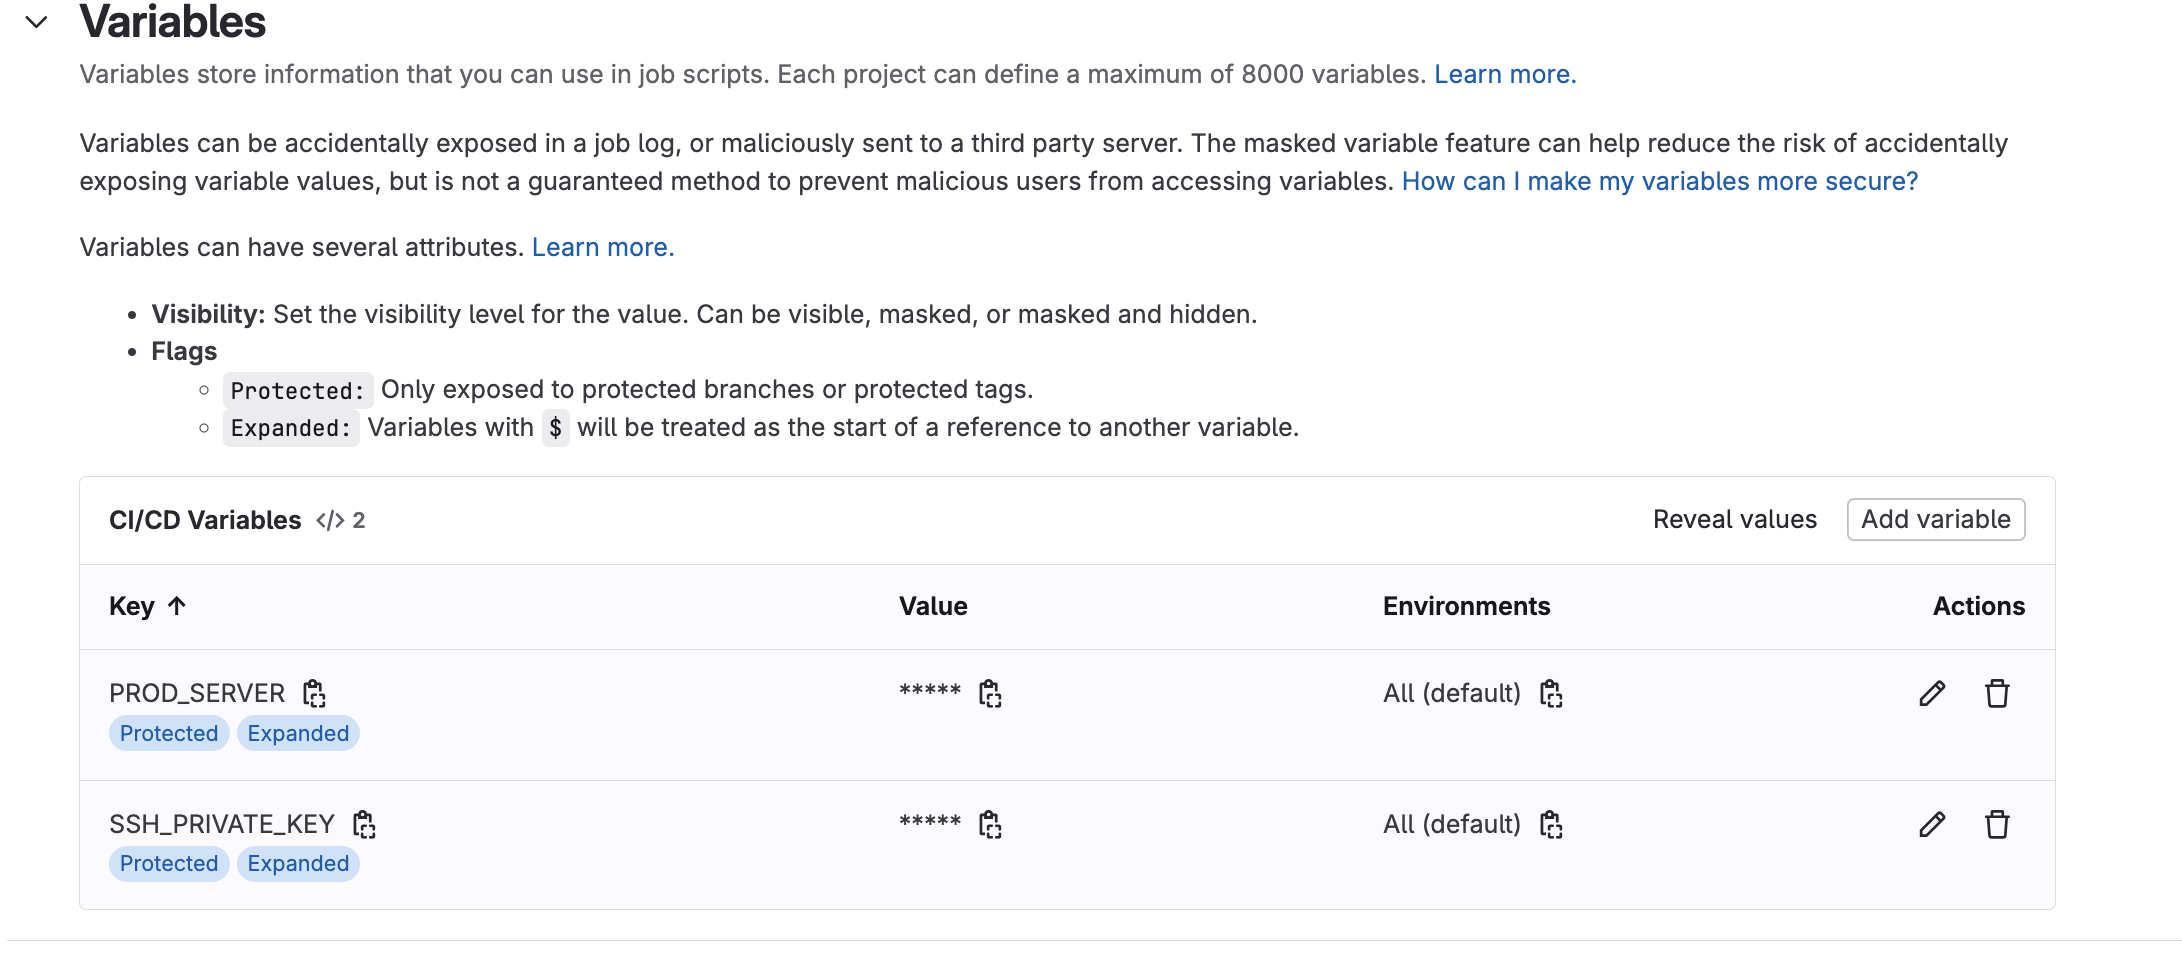 Variables
Variables store information that you can use in job scripts. Each project can define a maximum of 8000 variables. Learn more.
Variables can be accidentally exposed in a job log, or maliciously sent to a third party server. The masked variable feature can help reduce the risk of accidentally
exposing variable values, but is not a guaranteed method to prevent malicious users from accessing variables. How can I make my variables more secure?
Variables can have several attributes. Learn more.
• Visibility: Set the visibility level for the value. Can be visible, masked, or masked and hidden.
• Flags
◦ Protected: Only exposed to protected branches or protected tags.
◦ Expanded: Variables with $ will be treated as the start of a reference to another variable.
CI/CD Variables </> 2 Reveal values Add variable
Key ↑ Value Environments Actions
PROD_SERVER ***** All (default)
Protected Expanded
SSH_PRIVATE_KEY ***** All (default)
Protected Expanded